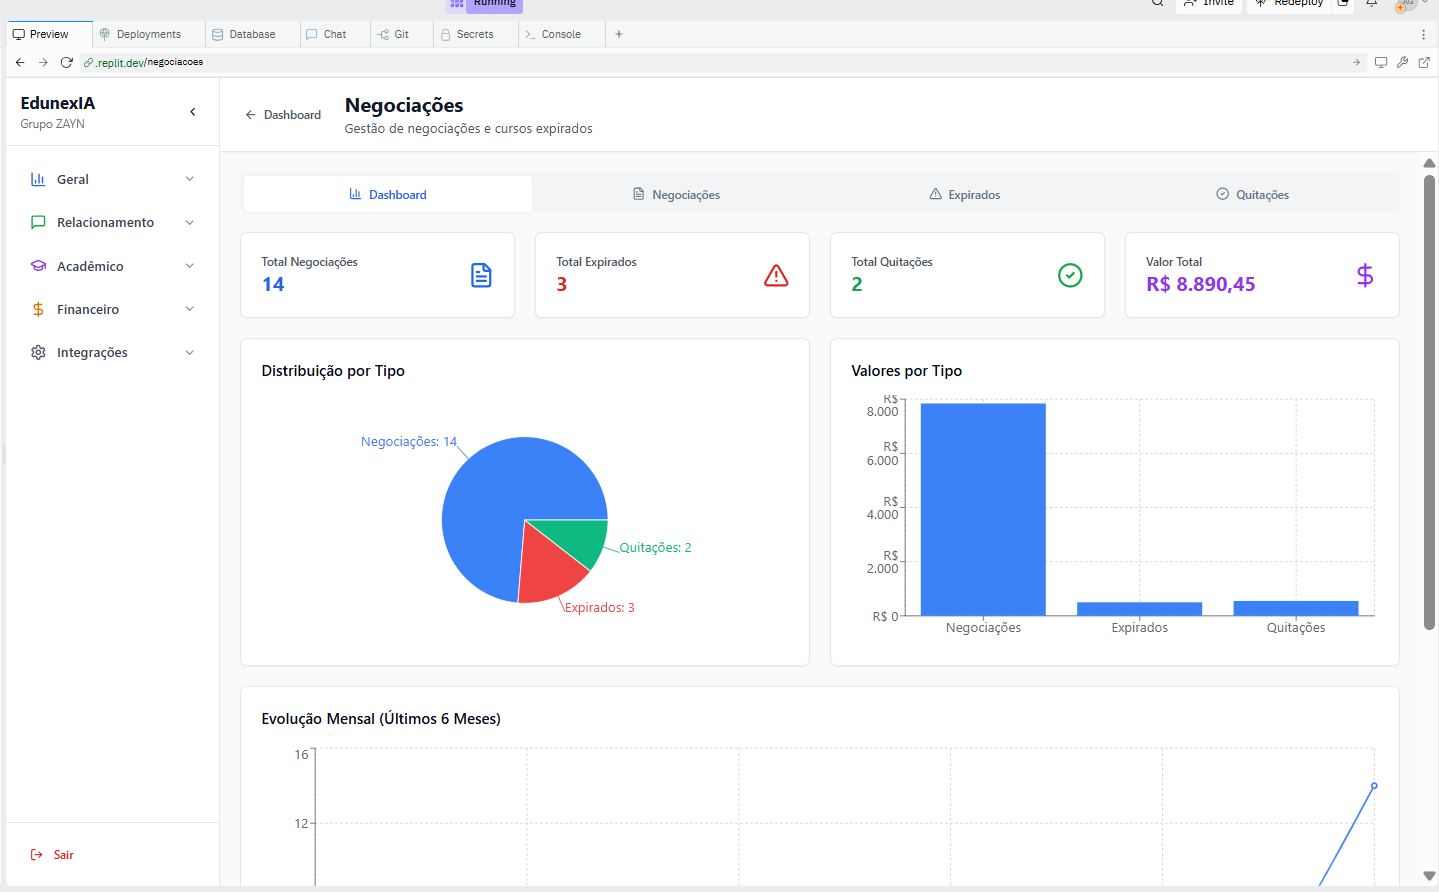 Running
Invite
Redeploy
Preview
Deployments
Database
Chat
Git
Secrets
Console
.replit.dev/negociacoes
EdunexIA
Grupo ZAYN
Dashboard
Negociações
Gestão de negociações e cursos expirados
Geral
Relacionamento
Acadêmico
Financeiro
Integrações
Sair
Dashboard
Negociações
Expirados
Quitações
Total Negociações
14
Total Expirados
3
Total Quitações
2
Valor Total
R$ 8.890,45
Distribuição por Tipo
Negociações: 14
Quitações: 2
Expirados: 3
Valores por Tipo
R$
8.000
R$
6.000
R$
4.000
R$
2.000
R$ 0
Negociações
Expirados
Quitações
Evolução Mensal (Últimos 6 Meses)
16
12